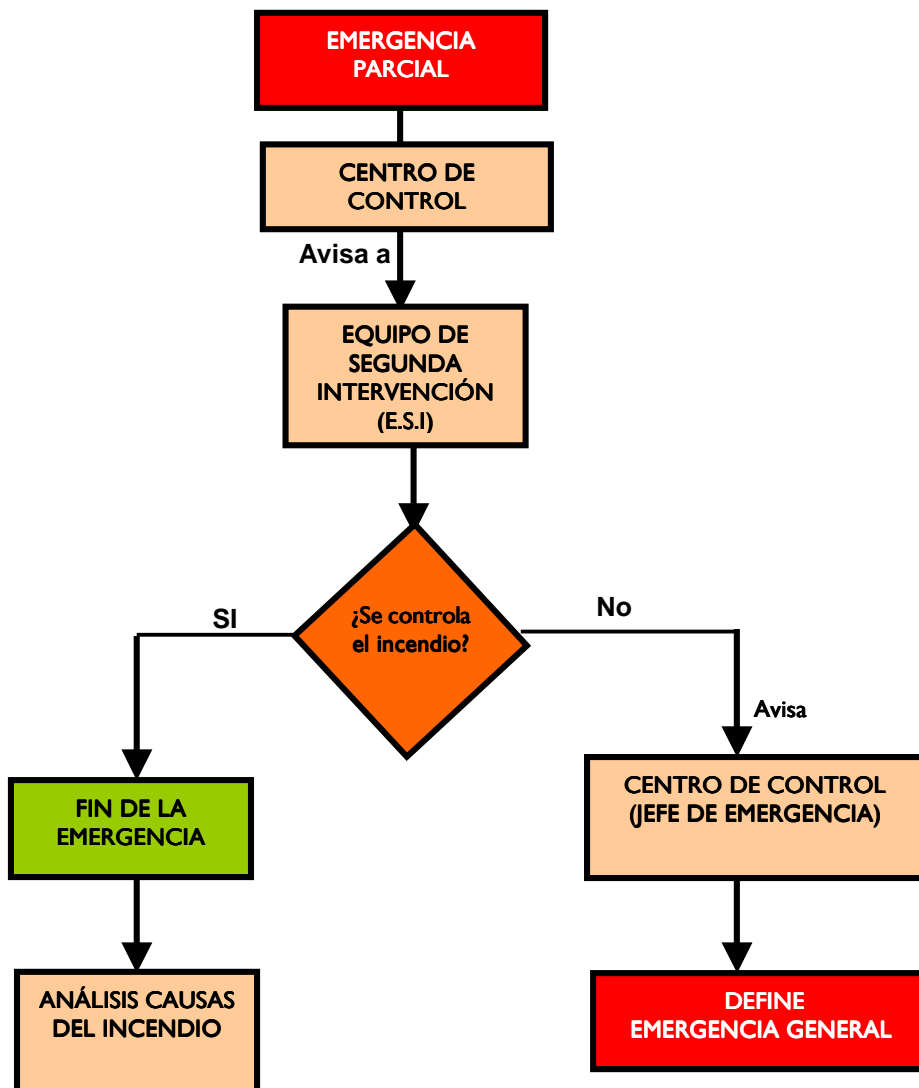 EMERGENCIA
PARCIAL
CENTRO DE
CONTROL
Avisa a
EQUIPO DE
SEGUNDA
INTERVENCIÓN
(E.S.I)
¿Se controla
el incendio?
SI
No
Avisa
FIN DE LA
EMERGENCIA
CENTRO DE CONTROL
(JEFE DE EMERGENCIA)
ANÁLISIS CAUSAS
DEL INCENDIO
DEFINE
EMERGENCIA GENERAL